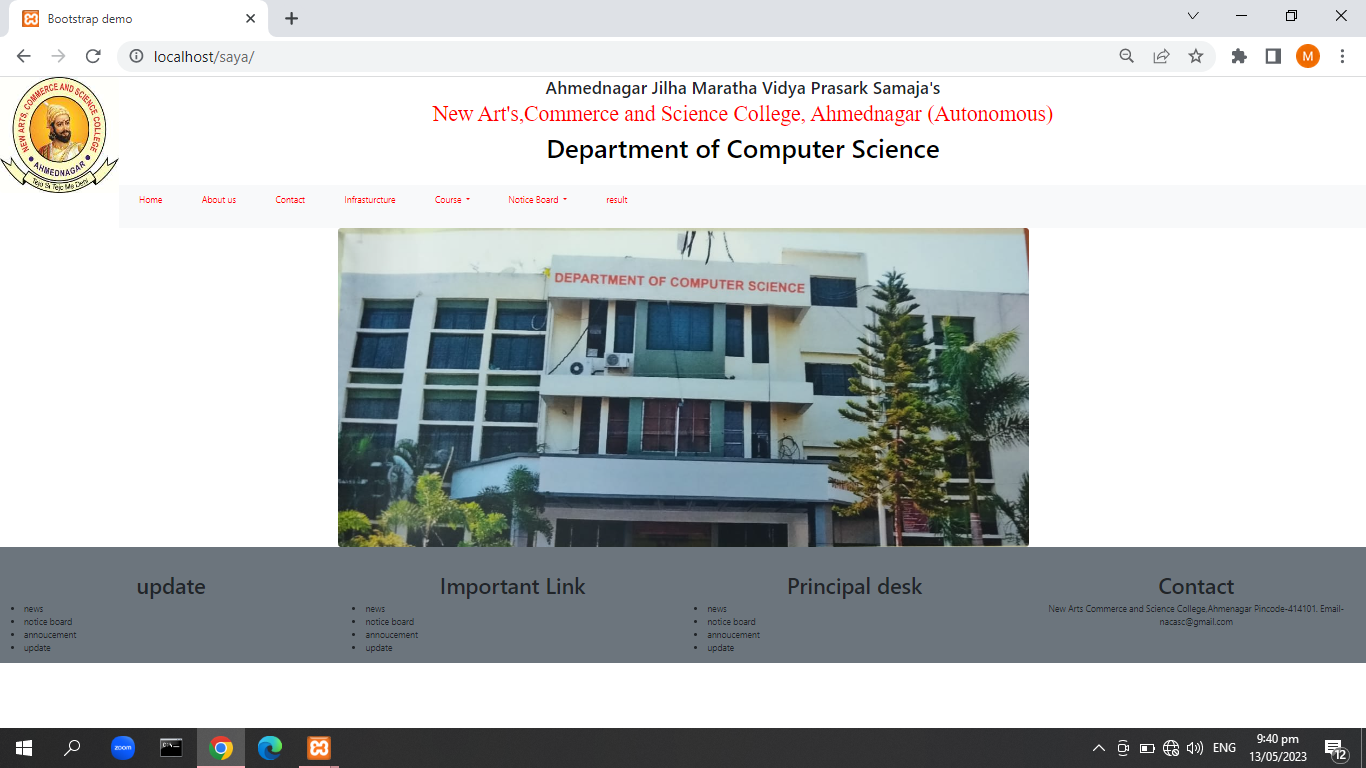 Bootstrap demo
localhost/saya/
M
NEW ARTS, COMMERCE AND SCIENCE COLLEGE
AHMEDNAGAR
Ahmednagar Jilha Maratha Vidya Prasark Samaja's
New Art's,Commerce and Science College, Ahmednagar (Autonomous)
Department of Computer Science
Home About us Contact Infrasturcture Course Notice Board result
DEPARTMENT OF COMPUTER SCIENCE
update
news
notice board
annoucement
update
Important Link
news
notice board
annoucement
update
Principal desk
news
notice board
annoucement
update
Contact
New Arts Commerce and Science College,Ahmenagar Pincode-414101. Email-
nacasc@gmail.com
zoom
ENG
9:40 pm
13/05/2023
12